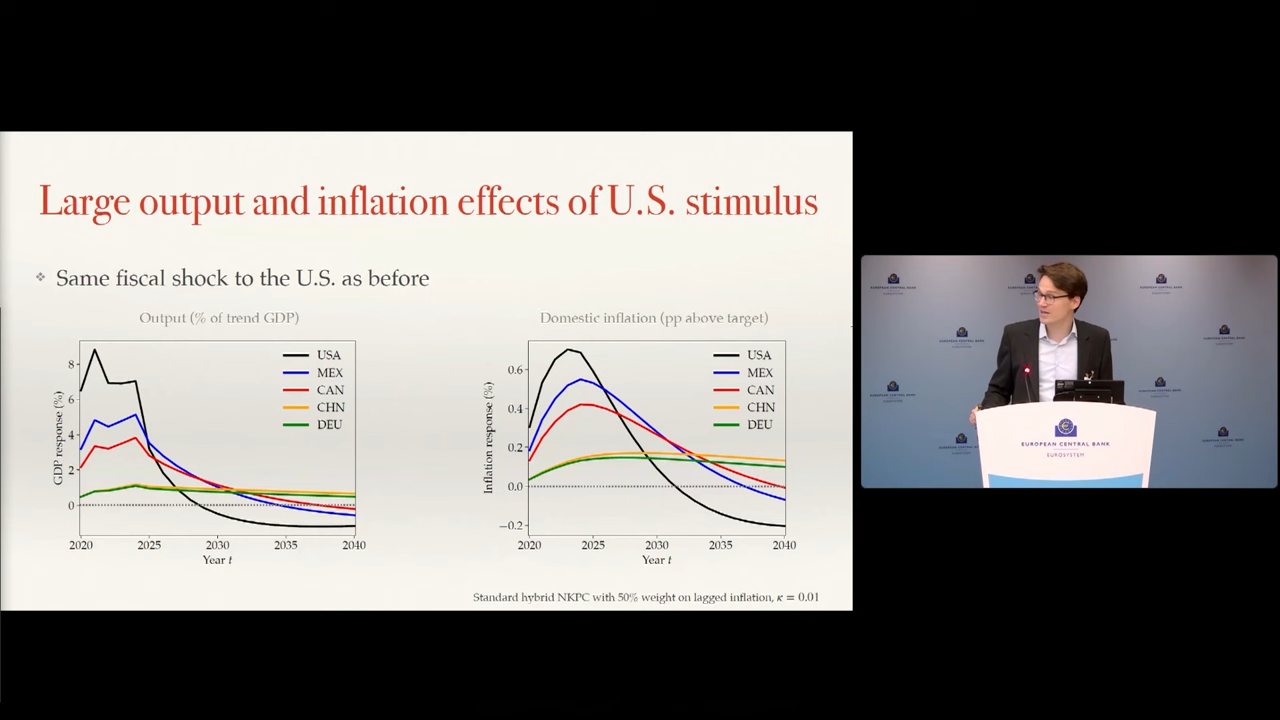 Large output and inflation effects of U.S. stimulus
❖ Same fiscal shock to the U.S. as before
Output (% of trend GDP)
GDP response (%)
8
6
4
2
0
USA
MEX
CAN
CHN
DEU
2020 2025 2030 2035 2040
Year t
Domestic inflation (pp above target)
Inflation response (%)
0.6
0.4
0.2
0.0
−0.2
USA
MEX
CAN
CHN
DEU
2020 2025 2030 2035 2040
Year t
Standard hybrid NKPC with 50% weight on lagged inflation, κ = 0.01
EUROPEAN CENTRAL BANK
EUROSYSTEM